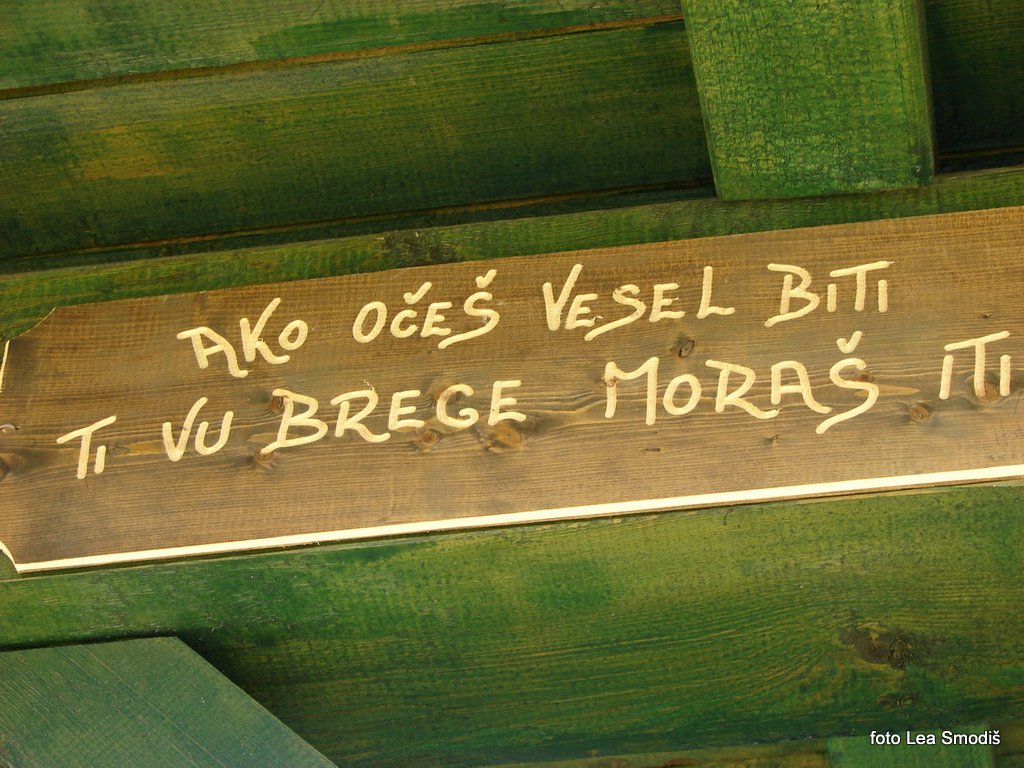 AKO OČEŠ VESEL BITI
TI VU BREGE MORAŠ ITI
foto Lea Smodiš